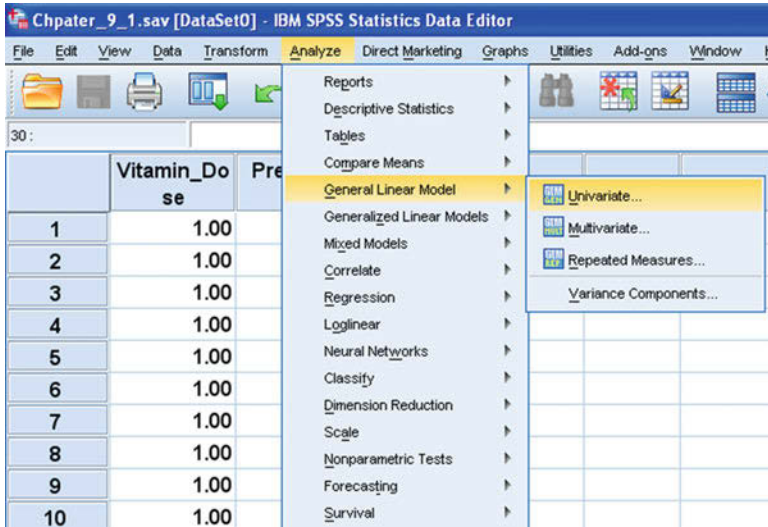 Chpater_9_1.sav [DataSet0] - IBM SPSS Statistics Data Editor
File Edit View Data Transform Analyze Direct Marketing Graphs Utilities Add-ons Window
30 :
Reports
Descriptive Statistics
Tables
Compare Means
General Linear Model
Generalized Linear Models
Mixed Models
Correlate
Regression
Loglinear
Neural Networks
Classify
Dimension Reduction
Scale
Nonparametric Tests
Forecasting
Survival
Univariate...
Multivariate...
Repeated Measures...
Variance Components...
Vitamin_Do
se
Pre
1 1.00
2 1.00
3 1.00
4 1.00
5 1.00
6 1.00
7 1.00
8 1.00
9 1.00
10 1.00